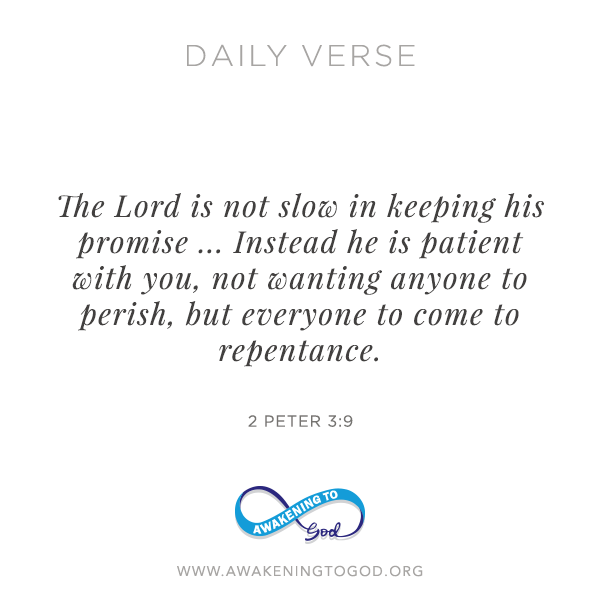 DAILY VERSE
The Lord is not slow in keeping his
promise ... Instead he is patient
with you, not wanting anyone to
perish, but everyone to come to
repentance.
2 PETER 3:9
AWAKENING TO
God
WWW.AWAKENINGTOGOD.ORG